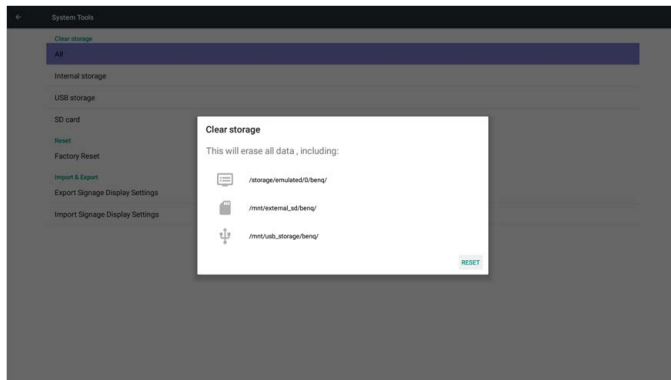 System Tools
Clear storage
All
Internal storage
USB storage
SD card
Reset
Factory Reset
Import & Export
Export Signage Display Settings
Import Signage Display Settings
Clear storage
This will erase all data , including:
/storage/emulated/0/benq/
/mnt/external_sd/benq/
/mnt/usb_storage/benq/
RESET